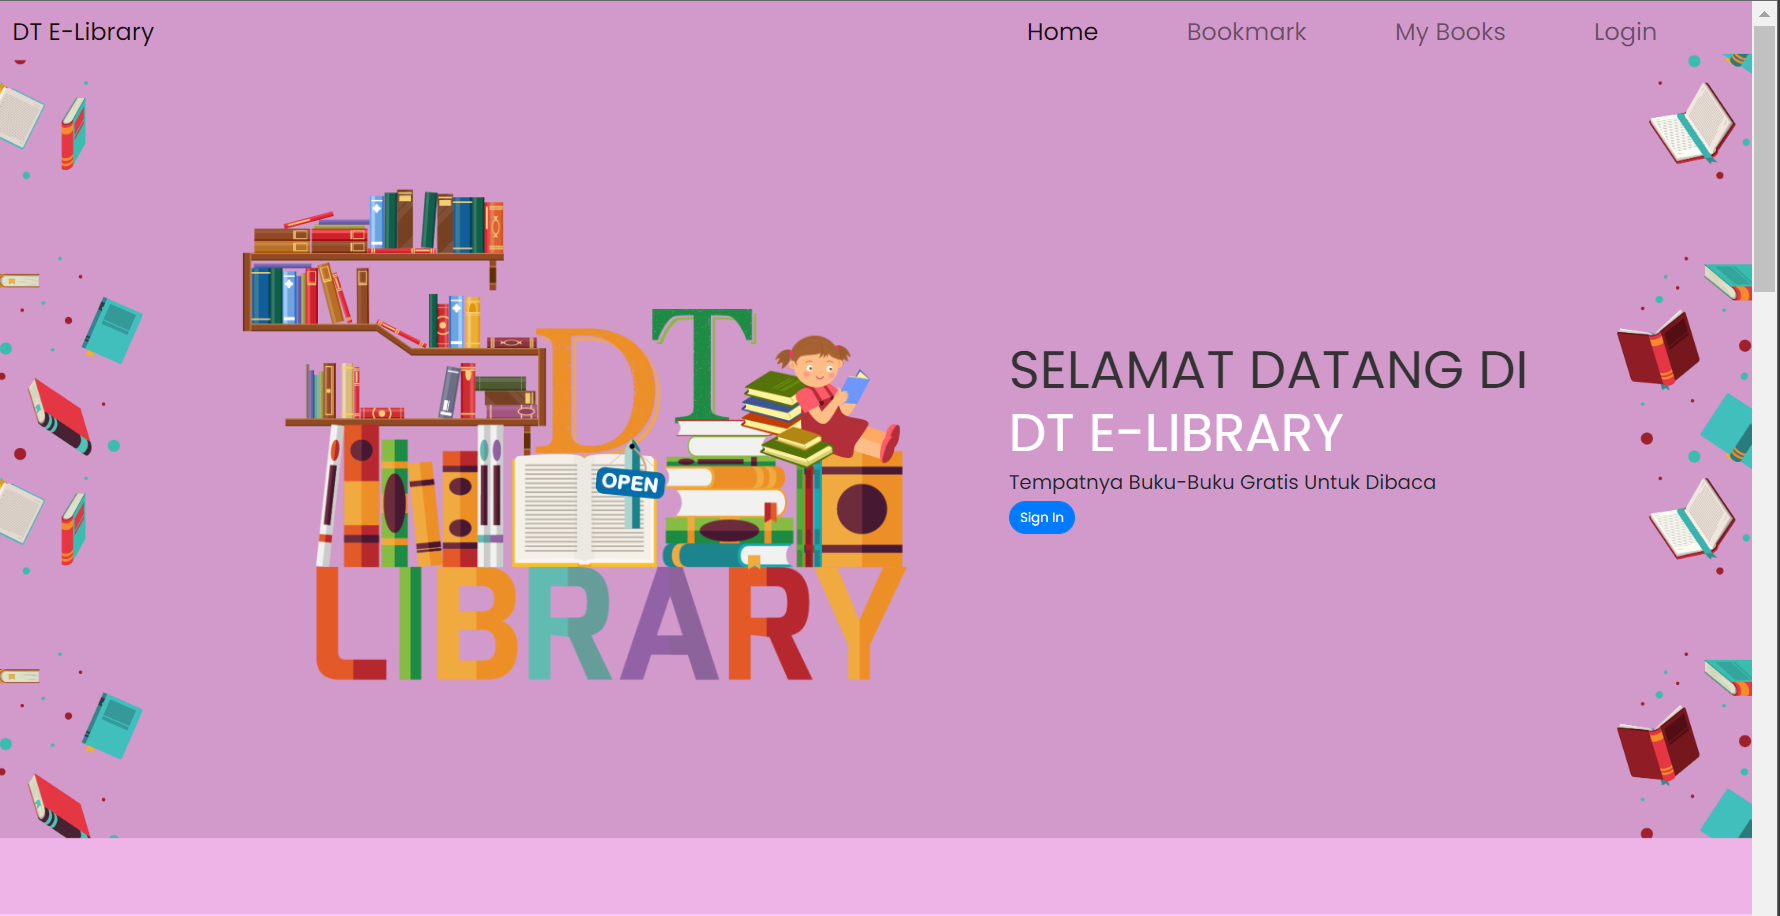 DT E-Library
Home
Bookmark
My Books
Login
DT
OPEN
LIBRARY
SELAMAT DATANG DI
DT E-LIBRARY
Tempatnya Buku-Buku Gratis Untuk Dibaca
Sign In